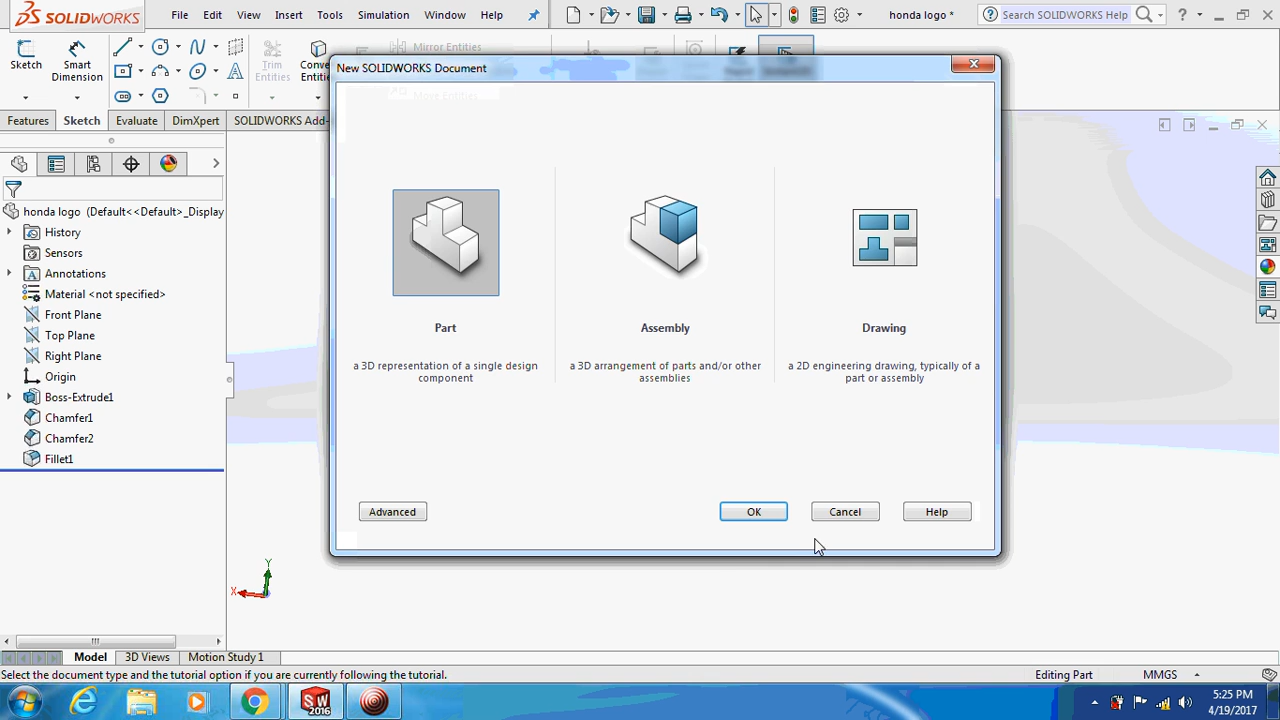 SOLIDWORKS
File Edit View Insert Tools Simulation Window Help
honda logo *
Search SOLIDWORKS Help
Sketch
Smart Dimension
Trim Entities
Mirror Entities
Move Entities
Features Sketch Evaluate DimXpert SOLIDWORKS Add-
New SOLIDWORKS Document
honda logo (Default<<Default>_Display
History
Sensors
Annotations
Material <not specified>
Front Plane
Top Plane
Right Plane
Origin
Boss-Extrude1
Chamfer1
Chamfer2
Fillet1
Part
a 3D representation of a single design
component
Assembly
a 3D arrangement of parts and/or other
assemblies
Drawing
a 2D engineering drawing, typically of a
part or assembly
Advanced OK Cancel Help
Y
X
Model 3D Views Motion Study 1
Select the document type and the tutorial option if you are currently following the tutorial.
Editing Part
MMGS
SW
2016
5:25 PM
4/19/2017